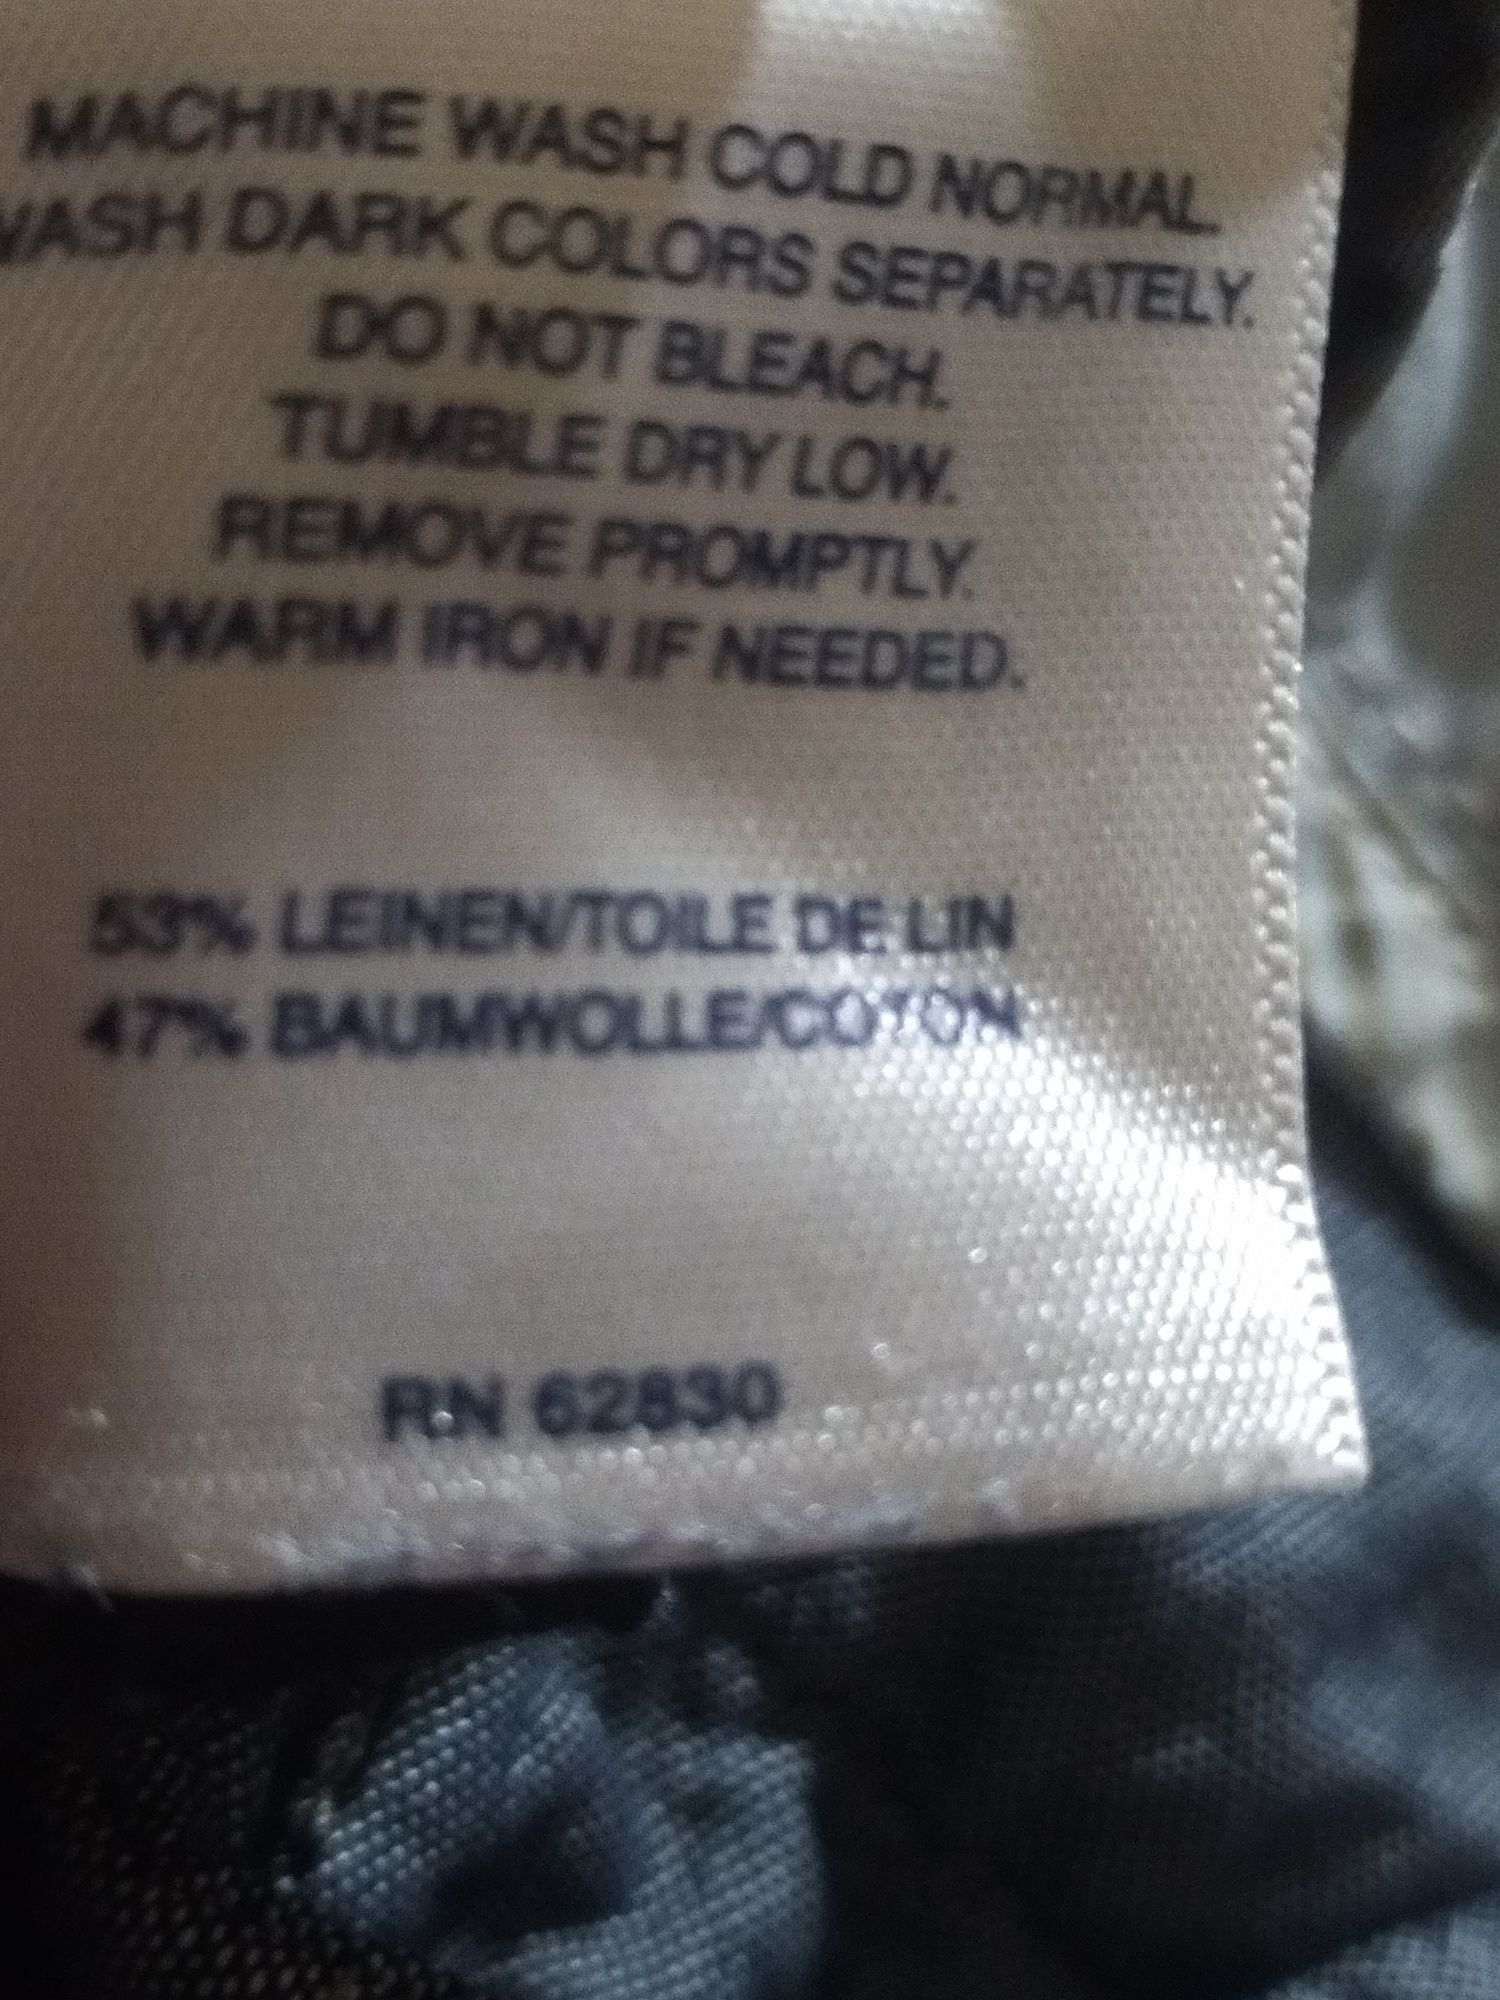 MACHINE WASH COLD NORMAL.
WASH DARK COLORS SEPARATELY.
DO NOT BLEACH.
TUMBLE DRY LOW.
REMOVE PROMPTLY.
WARM IRON IF NEEDED.
53% LEINEN/TOILE DE LIN
47% BAUMWOLLE/COTON
RN 62830